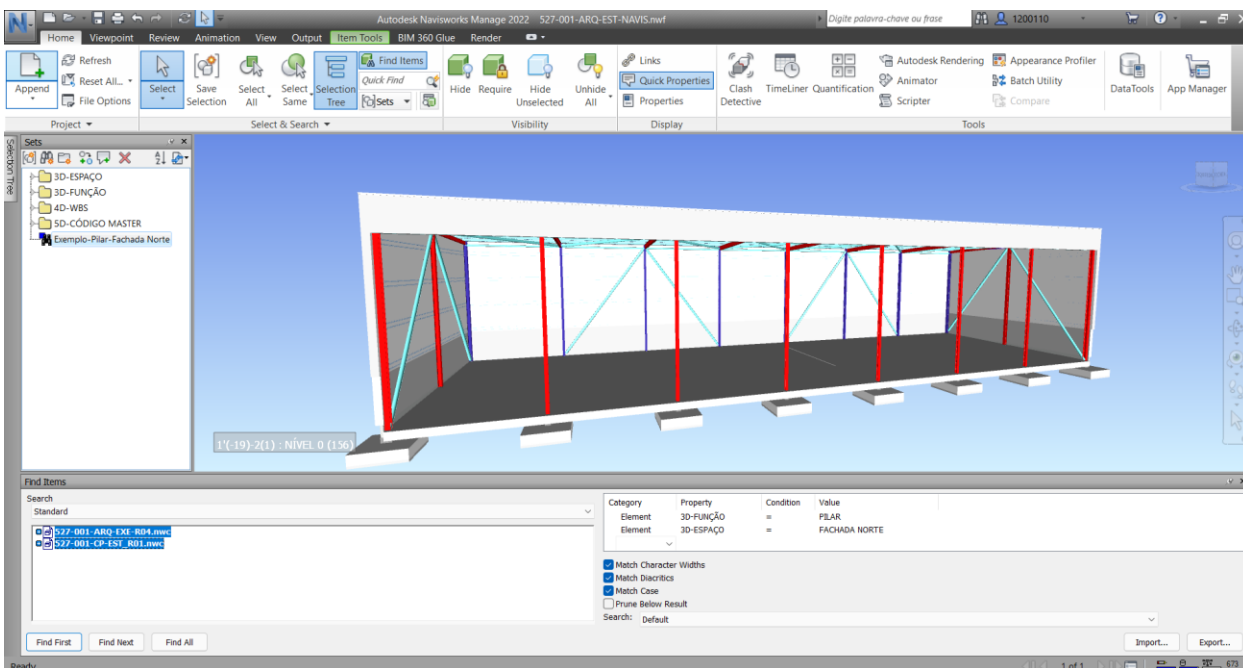 Autodesk Navisworks Manage 2022 527-001-ARQ-EST-NAVIS.nwf
Digite palavra-chave ou frase
1200110
Home Viewpoint Review Animation View Output Item Tools BIM 360 Glue Render
Append
Refresh
Reset All...
File Options
Project
Select
Save Selection
Select All
Select Same
Selection Tree
Find Items
Quick Find
Sets
Select & Search
Hide
Require
Hide Unselected
Unhide All
Visibility
Links
Quick Properties
Properties
Display
Clash Detective
TimeLiner
Quantification
Autodesk Rendering
Animator
Scripter
Appearance Profiler
Batch Utility
Compare
Tools
DataTools
App Manager
Selection Tree
Sets
3D-ESPAÇO
3D-FUNÇÃO
4D-WBS
5D-CÓDIGO MASTER
Exemplo-Pilar-Fachada Norte
1'(-19)-2(1) : NÍVEL 0 (156)
Find Items
Search
Standard
527-001-ARQ-EXE-R04.nwc
527-001-CP-EST_R01.nwc
Find First Find Next Find All
Category Property Condition Value
Element 3D-FUNÇÃO = PILAR
Element 3D-ESPAÇO = FACHADA NORTE
Match Character Widths
Match Diacritics
Match Case
Prune Below Result
Search: Default
Import... Export...
Ready
1 of 1
673